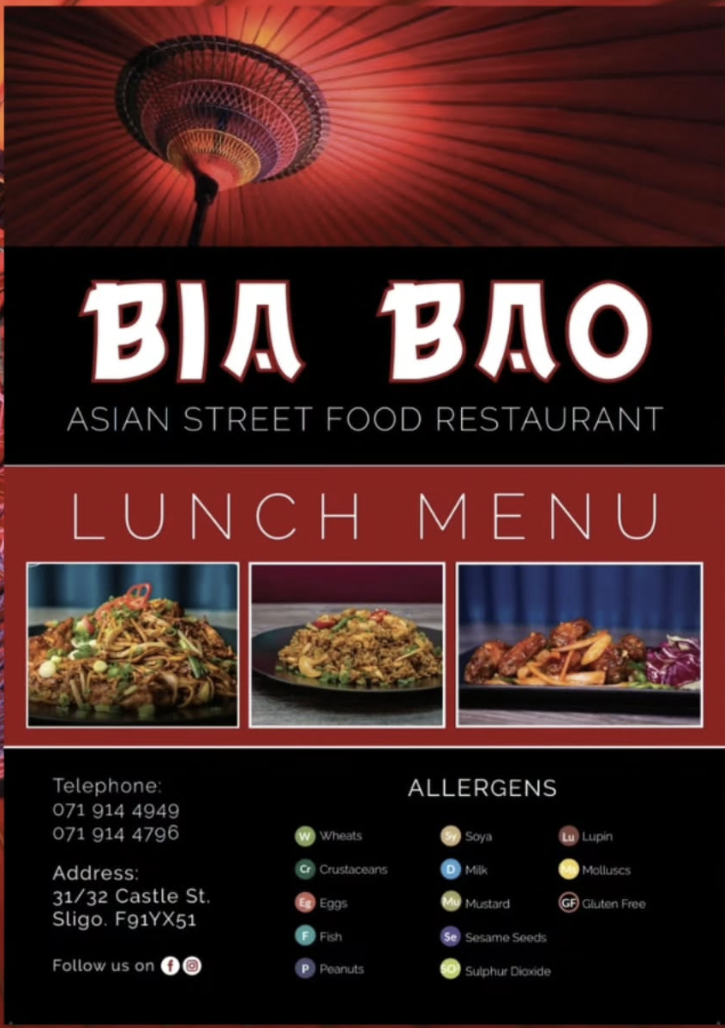 BIA BAO
ASIAN STREET FOOD RESTAURANT
LUNCH MENU
Telephone:
071 914 4949
071 914 4796
Address:
31/32 Castle St,
Sligo. F91YX51
Follow us on f
ALLERGENS
W Wheats
Cr Crustaceans
Eg Eggs
F Fish
P Peanuts
Sy Soya
D Milk
Mu Mustard
Se Sesame Seeds
SO² Sulphur Dioxide
Lu Lupin
Molluscs
GF Gluten Free